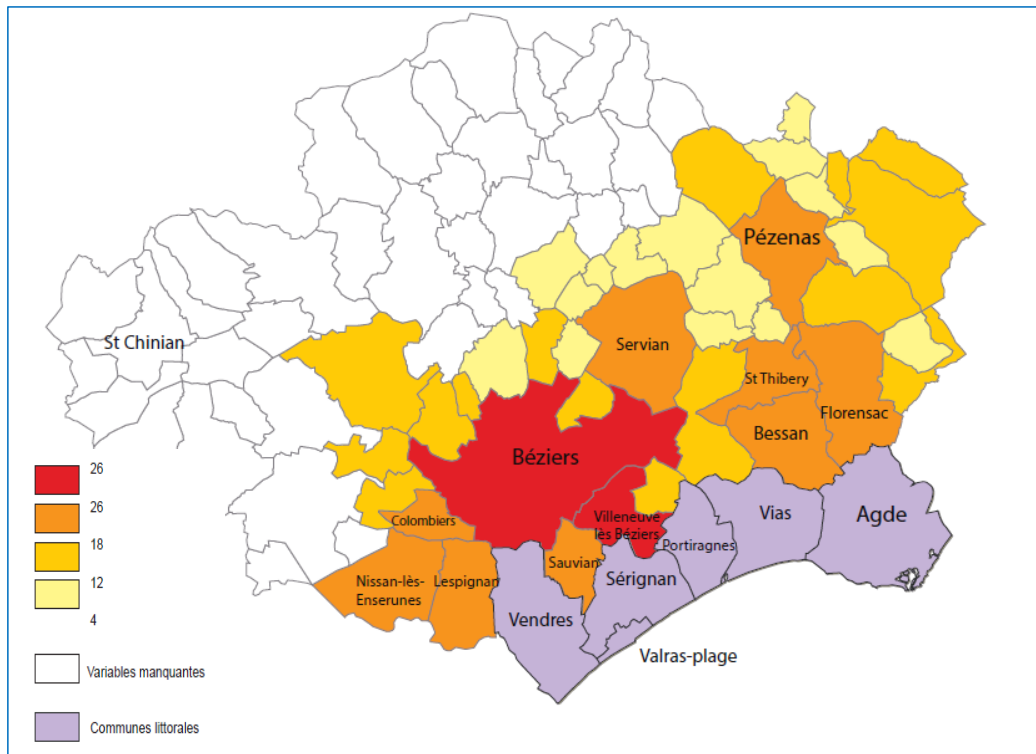 Pézenas
St Chinian
Servian
St Thibery
Florensac
Bessan
Béziers
26
26
18
12
4
Colombiers
Villeneuve
lès Béziers
Vias
Agde
Portiragnes
Sauvian
Nissan-lès-
Enserunes
Lespignan
Sérignan
Vendres
Valras-plage
Variables manquantes
Communes littorales